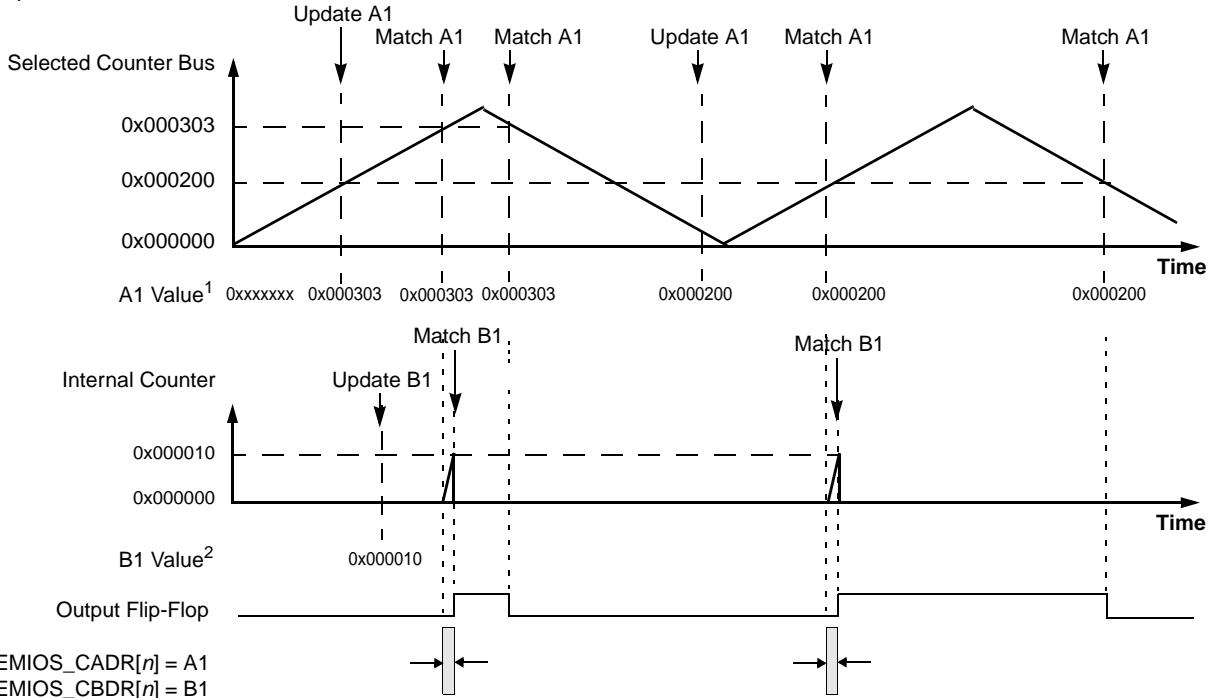 Update A1
Match A1 Match A1 Update A1 Match A1 Match A1
Selected Counter Bus
0x000303
0x000200
0x000000
Time
A1 Value1 0xxxxxxx 0x000303 0x000303 0x000303 0x000200 0x000200 0x000200
Match B1 Match B1
Internal Counter Update B1
0x000010
0x000000
Time
B1 Value2 0x000010
Output Flip-Flop
EMIOS_CADR[n] = A1
EMIOS_CBDR[n] = B1